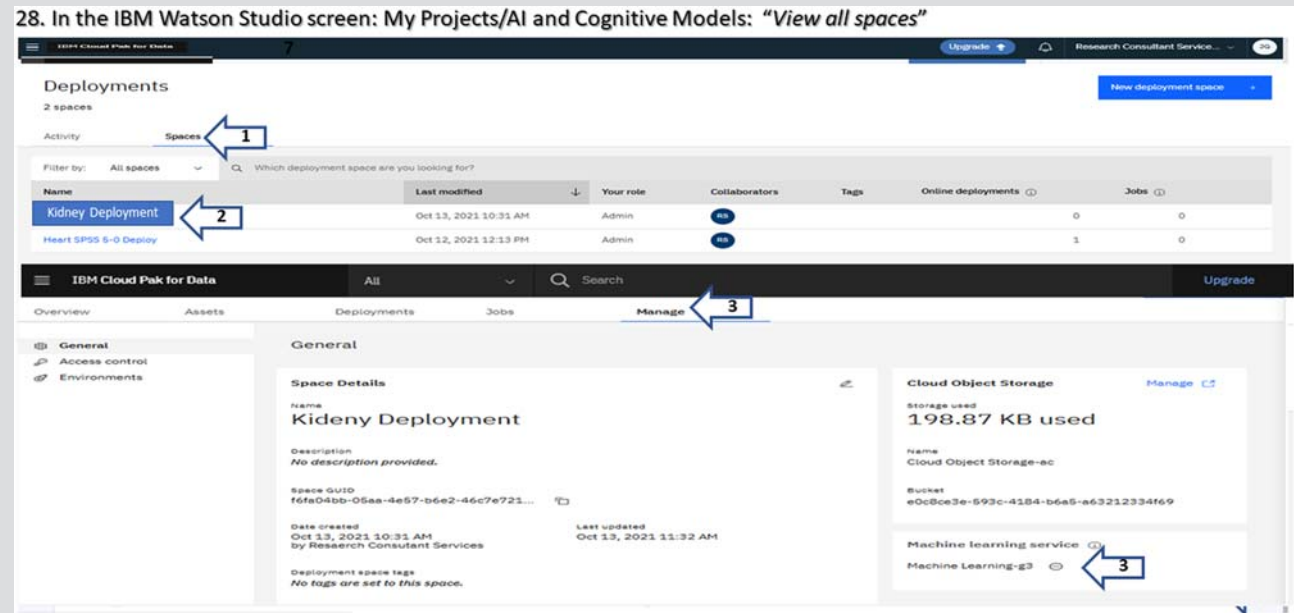 28. In the IBM Watson Studio screen: My Projects/AI and Cognitive Models: “View all spaces”
IBM Cloud Pak for Data 7 Upgrade Research Consultant Service...
Deployments New deployment space +
2 spaces
Activity Spaces 1
Filter by: All spaces Which deployment space are you looking for?
Name Last modified Your role Collaborators Tags Online deployments Jobs
Kidney Deployment 2 Oct 13, 2021 10:31 AM Admin RS 0 0
Heart SPSS 5-0 Deploy Oct 12, 2021 12:13 PM Admin RS 1 0
IBM Cloud Pak for Data All Search Upgrade
Overview Assets Deployments Jobs Manage 3
General
Access control
Environments
General
Space Details
Name
Kideny Deployment
Description
No description provided.
Space GUID
f6fa04bb-05aa-4e57-b6e2-46c7e721...
Date created Last updated
Oct 13, 2021 10:31 AM Oct 13, 2021 11:32 AM
by Resaerch Consutant Services
Deployment space tags
No tags are set to this space.
Cloud Object Storage Manage
Storage used
198.87 KB used
Name
Cloud Object Storage-ac
Bucket
e0c8ce3e-593c-4184-b6a5-a63212334f69
Machine learning service
Machine Learning-g3 3